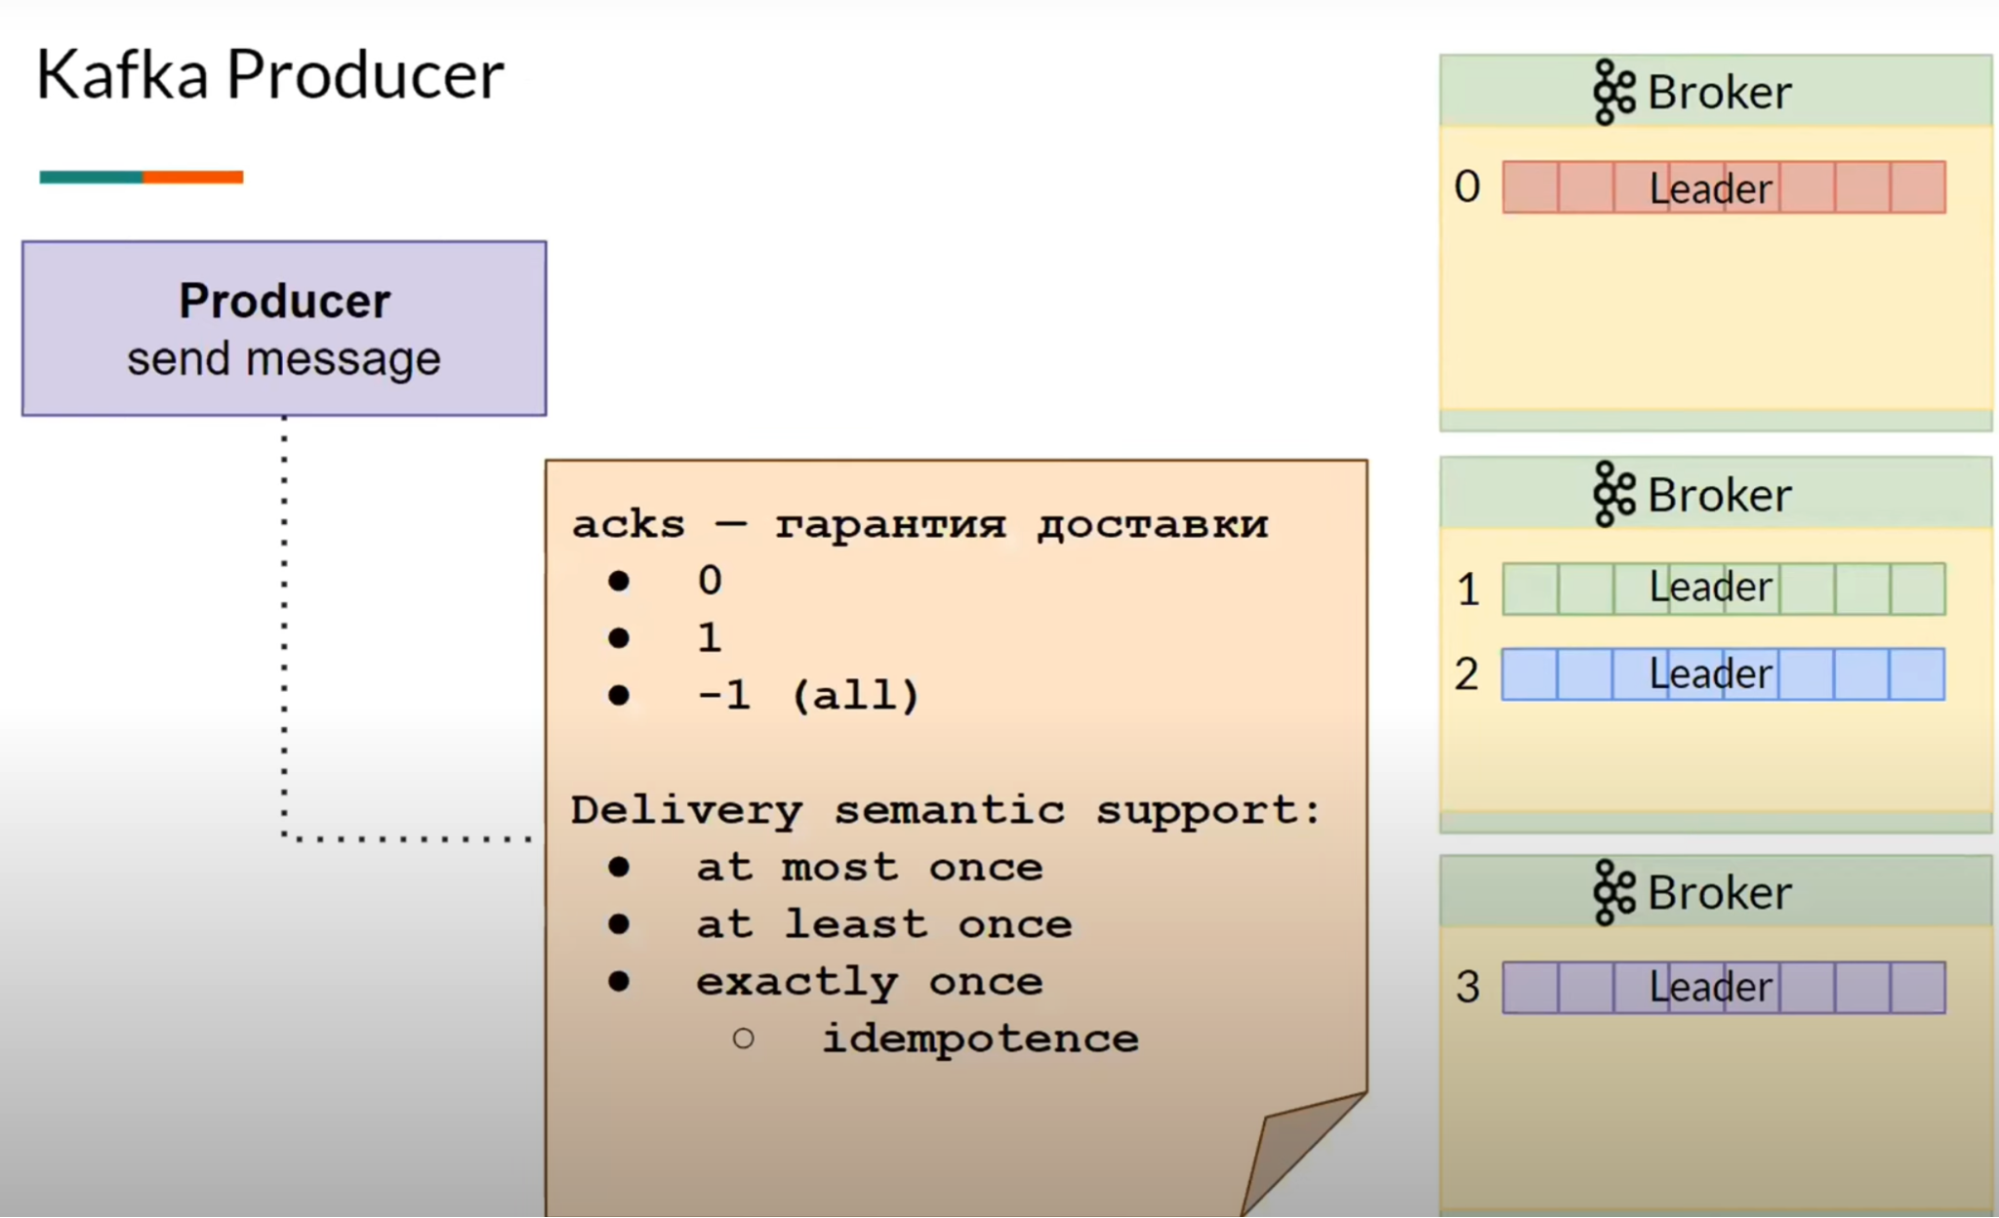 Kafka Producer
Producer
send message
acks — гарантия доставки
● 0
● 1
● -1 (all)
Delivery semantic support:
● at most once
● at least once
● exactly once
○ idempotence
Broker
0 Leader
Broker
1 Leader
2 Leader
Broker
3 Leader